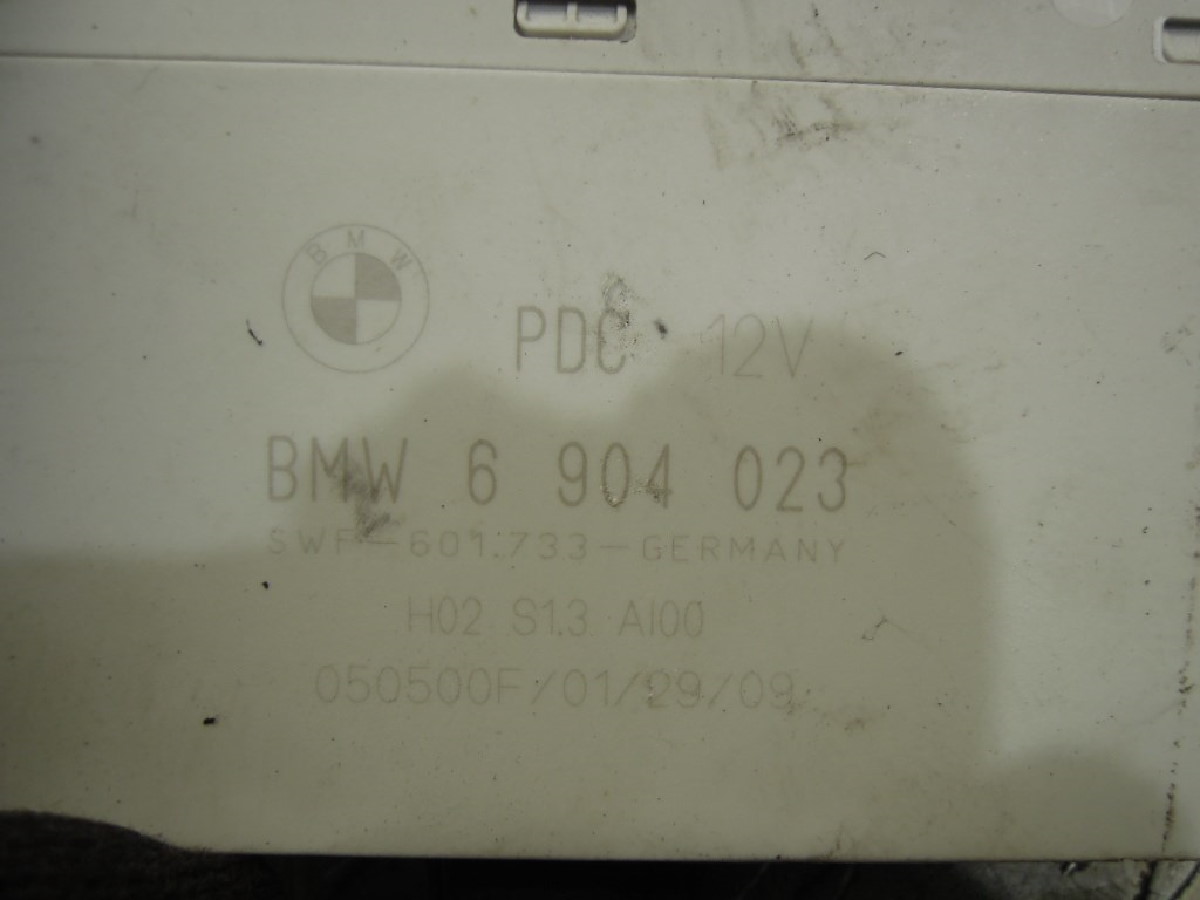 BMW
PDC 12V
BMW 6 904 023
SWF-601.733-GERMANY
H02 S1.3 AI00
050500F/01/29/09